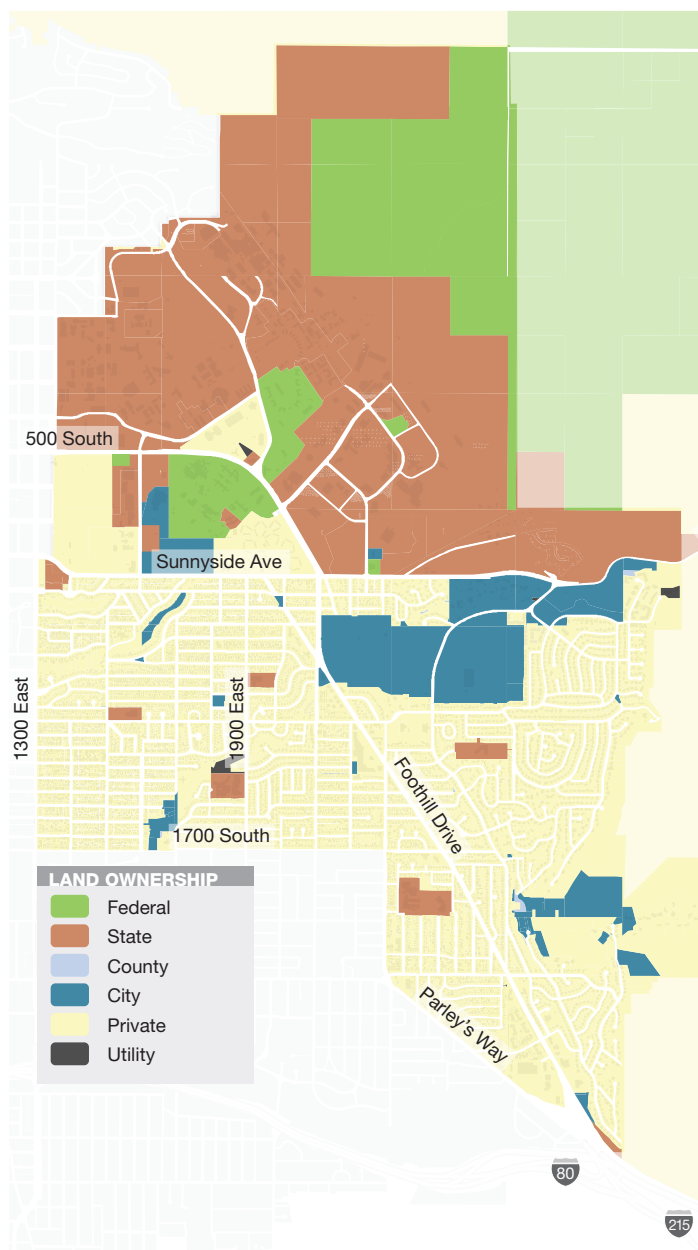 500 South
Sunnyside Ave
1300 East
1900 East
Foothill Drive
1700 South
LAND OWNERSHIP
Federal
State
County
City
Private
Utility
Parley's Way
80
215